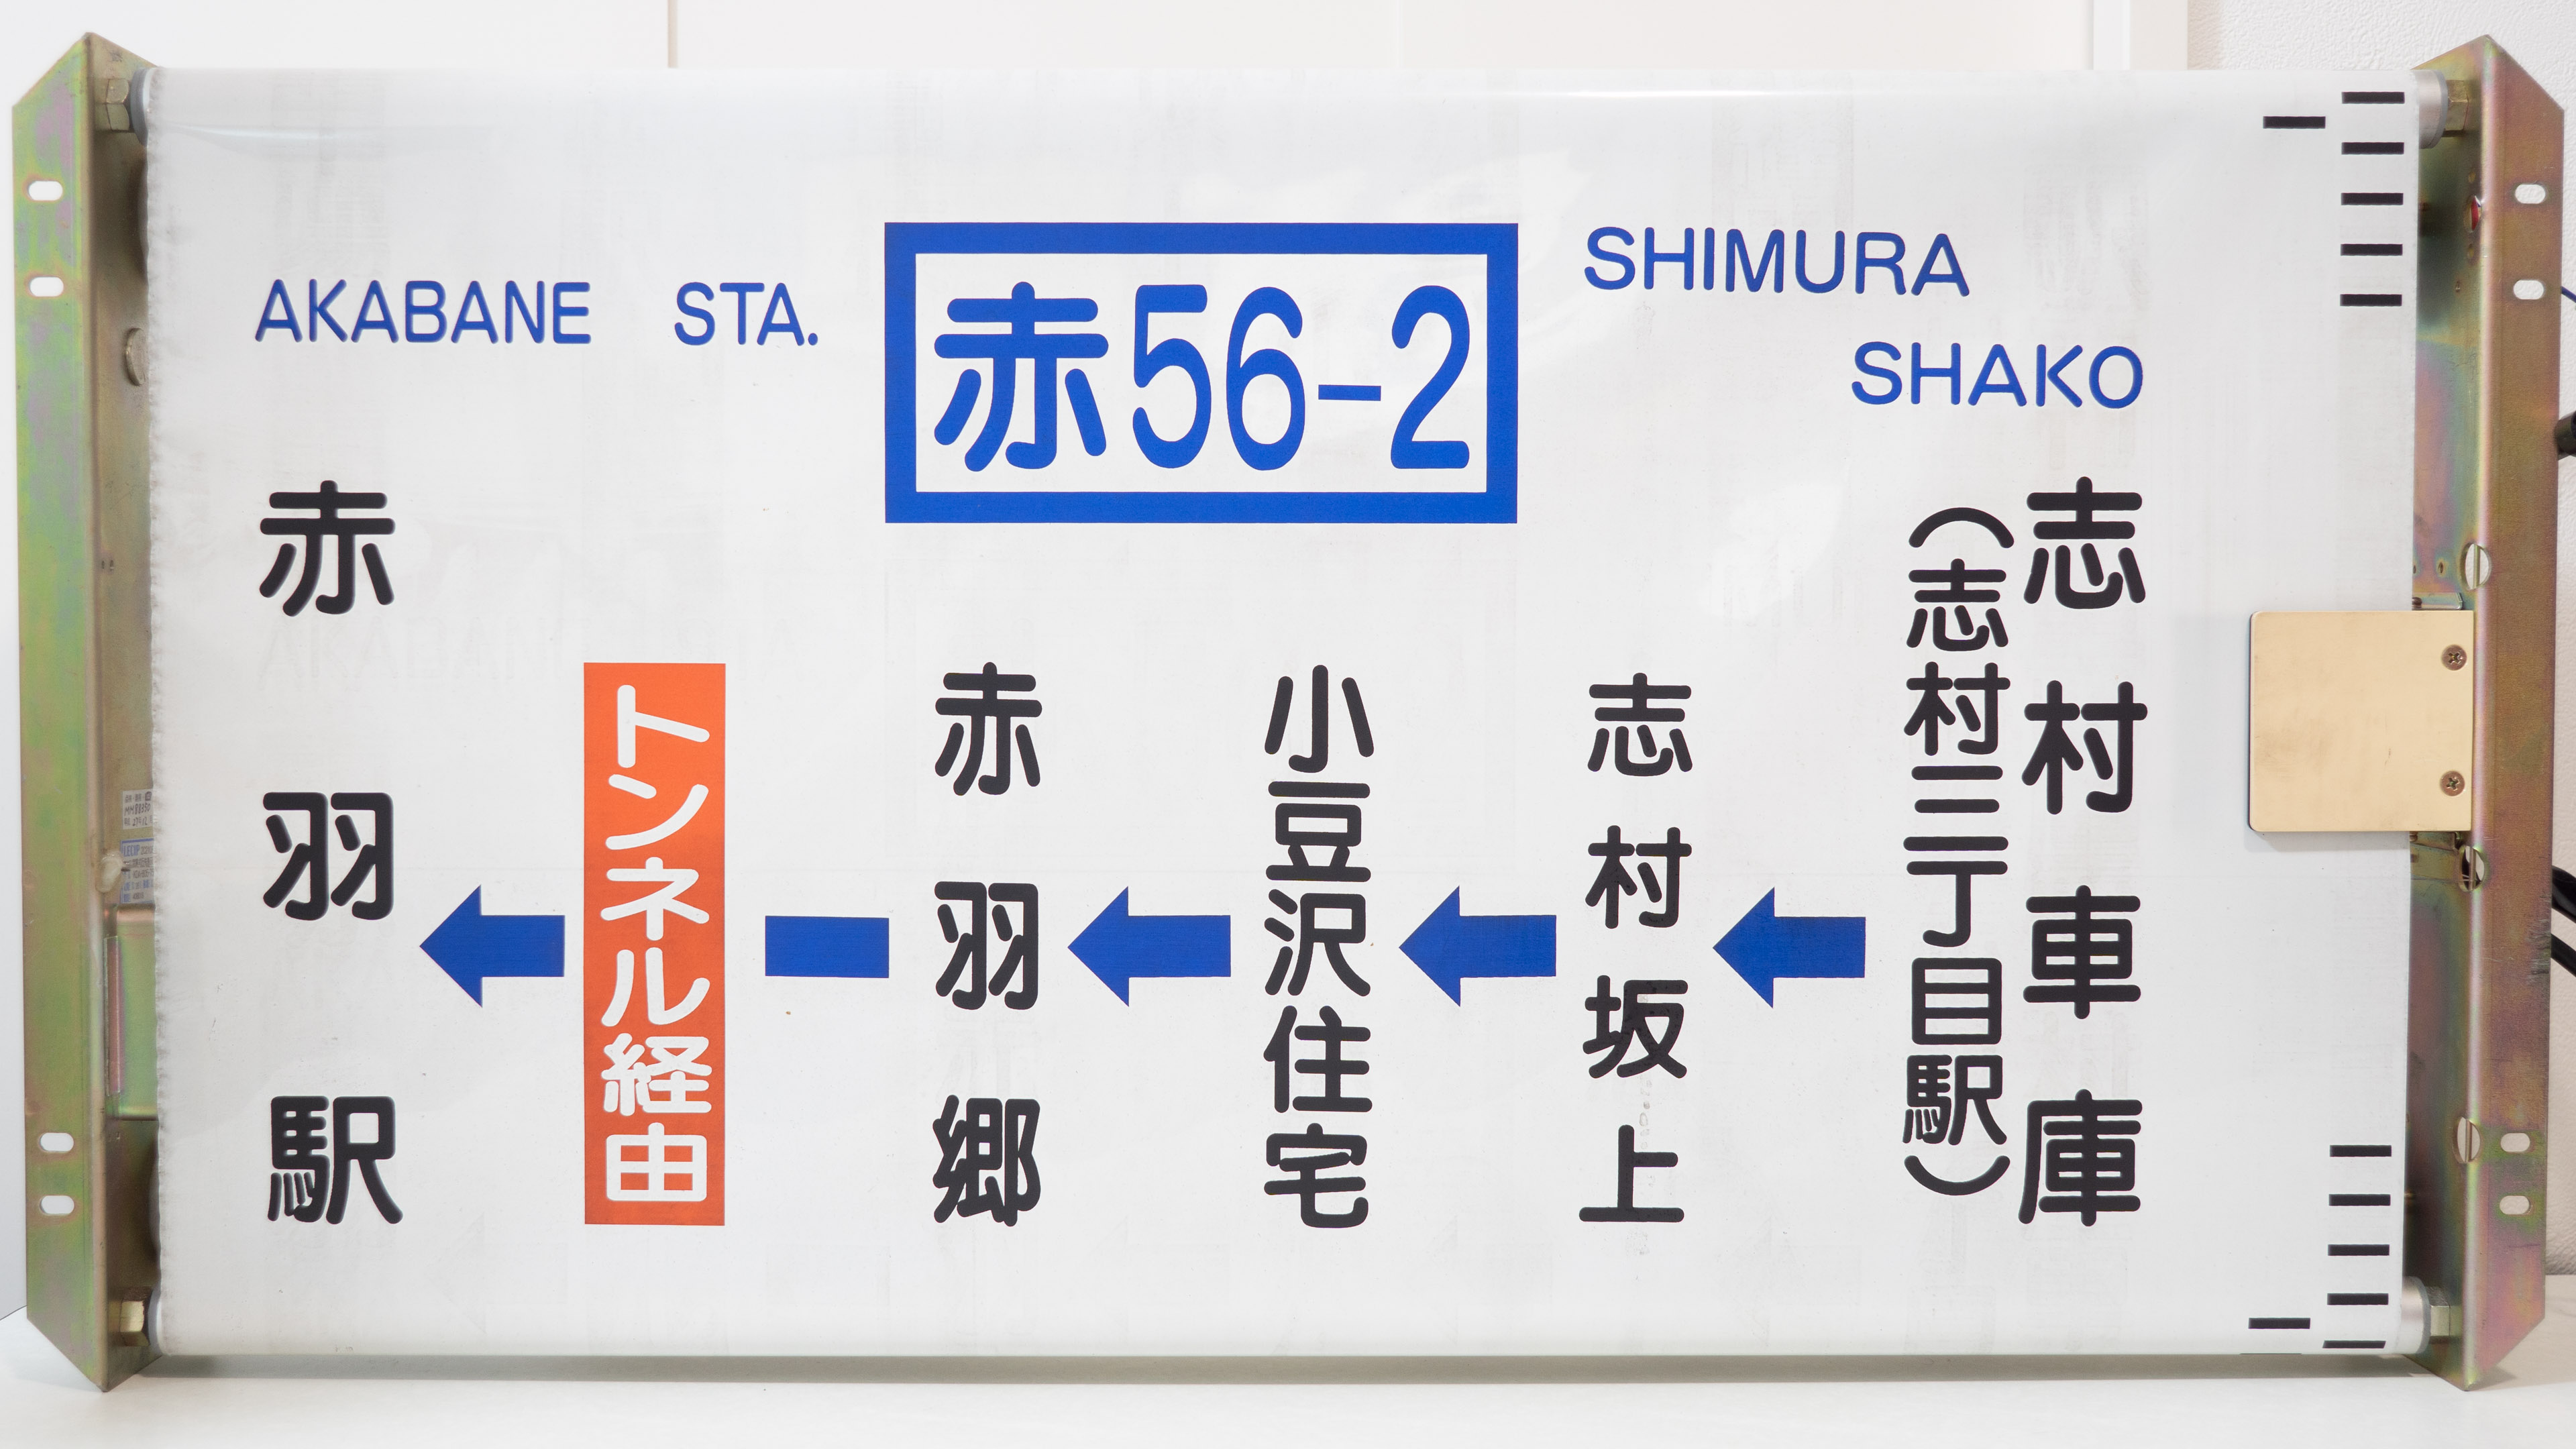 赤56-2
AKABANE STA.
SHIMURA
SHAKO
志村車庫
(志村三丁目駅)
志村坂上
小豆沢住宅
赤羽郷
トンネル経由
赤羽駅